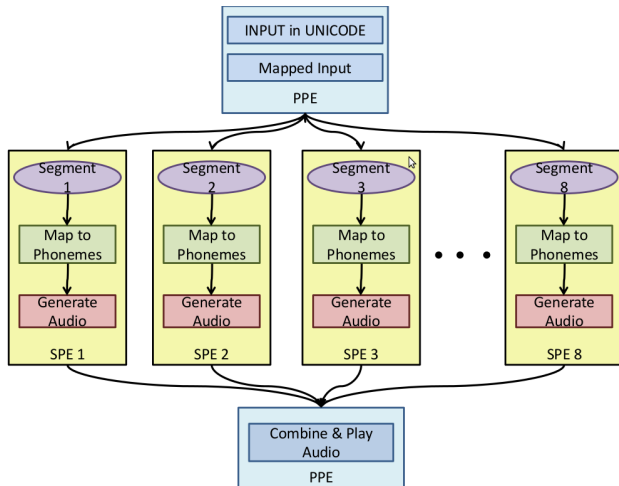 INPUT in UNICODE
Mapped Input
PPE
Segment
1
Map to
Phonemes
Generate
Audio
SPE 1
Segment
2
Map to
Phonemes
Generate
Audio
SPE 2
Segment
3
Map to
Phonemes
Generate
Audio
SPE 3
Segment
8
Map to
Phonemes
Generate
Audio
SPE 8
Combine & Play
Audio
PPE